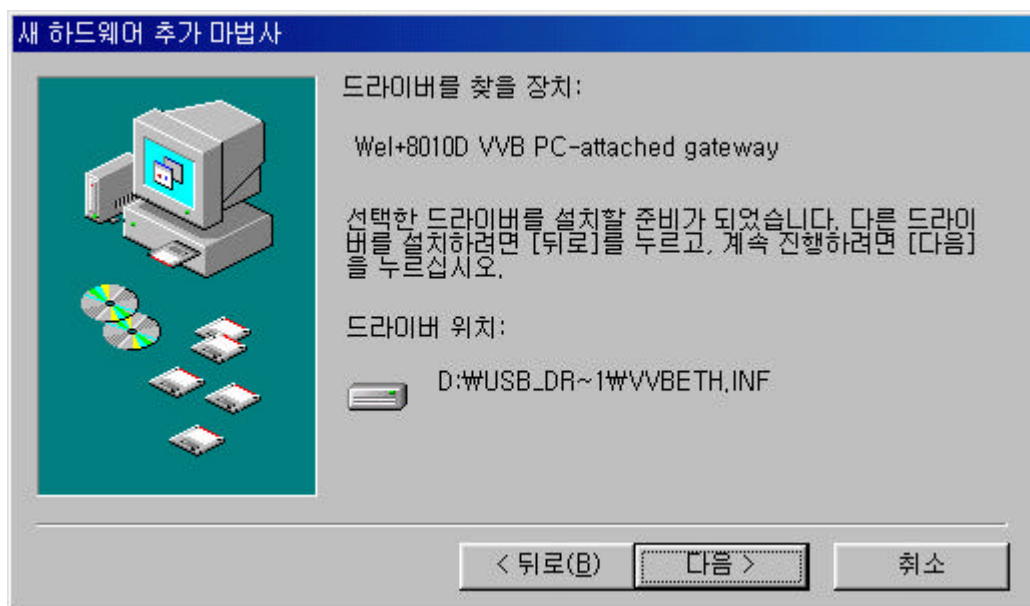 새 하드웨어 추가 마법사
드라이버를 찾을 장치:
Wel+8010D VVB PC-attached gateway
선택한 드라이버를 설치할 준비가 되었습니다. 다른 드라이
버를 설치하려면 [뒤로]를 누르고, 계속 진행하려면 [다음]
을 누르십시오.
드라이버 위치:
D:₩USB_DR~1₩VVBETH.INF
< 뒤로(B)
다음 >
취소